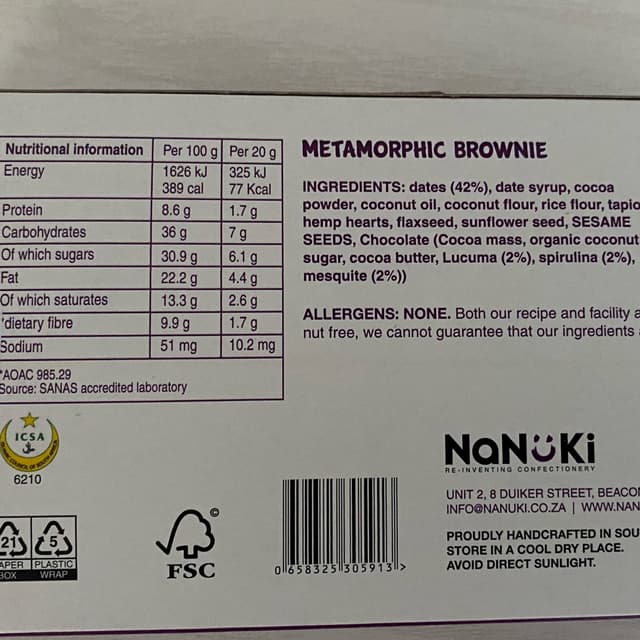 Nutritional information Per 100 g Per 20 g
Energy 1626 kJ 325 kJ
389 cal 77 Kcal
Protein 8.6 g 1.7 g
Carbohydrates 36 g 7 g
Of which sugars 30.9 g 6.1 g
Fat 22.2 g 4.4 g
Of which saturates 13.3 g 2.6 g
*dietary fibre 9.9 g 1.7 g
Sodium 51 mg 10.2 mg
*AOAC 985.29
Source: SANAS accredited laboratory
METAMORPHIC BROWNIE
INGREDIENTS: dates (42%), date syrup, cocoa
powder, coconut oil, coconut flour, rice flour, tapio
hemp hearts, flaxseed, sunflower seed, SESAME
SEEDS, Chocolate (Cocoa mass, organic coconut
sugar, cocoa butter, Lucuma (2%), spirulina (2%),
mesquite (2%))
ALLERGENS: NONE. Both our recipe and facility a
nut free, we cannot guarantee that our ingredients
ICSA
6210
21 5
APER PLASTIC
BOX WRAP
©
FSC
0 658325 305913 >
NaNüKi
RE-INVENTING CONFECTIONERY
UNIT 2, 8 DUIKER STREET, BEACO
INFO@NANUKI.CO.ZA | WWW.NAN
PROUDLY HANDCRAFTED IN SOU
STORE IN A COOL DRY PLACE.
AVOID DIRECT SUNLIGHT.